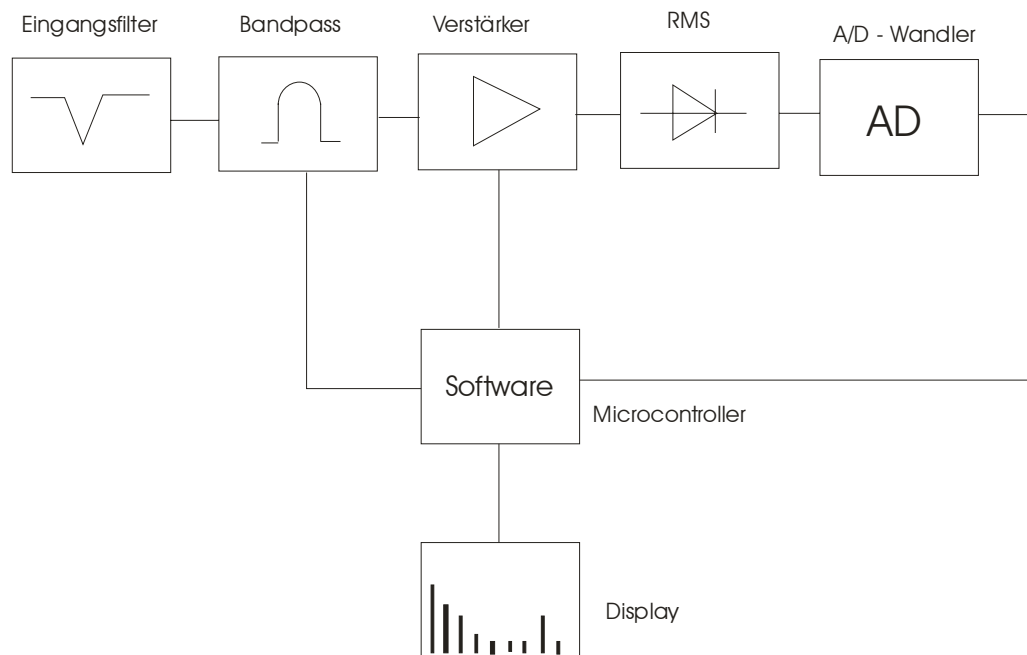 Eingangsfilter
Bandpass
Verstärker
RMS
A/D - Wandler
AD
Software
Microcontroller
Display